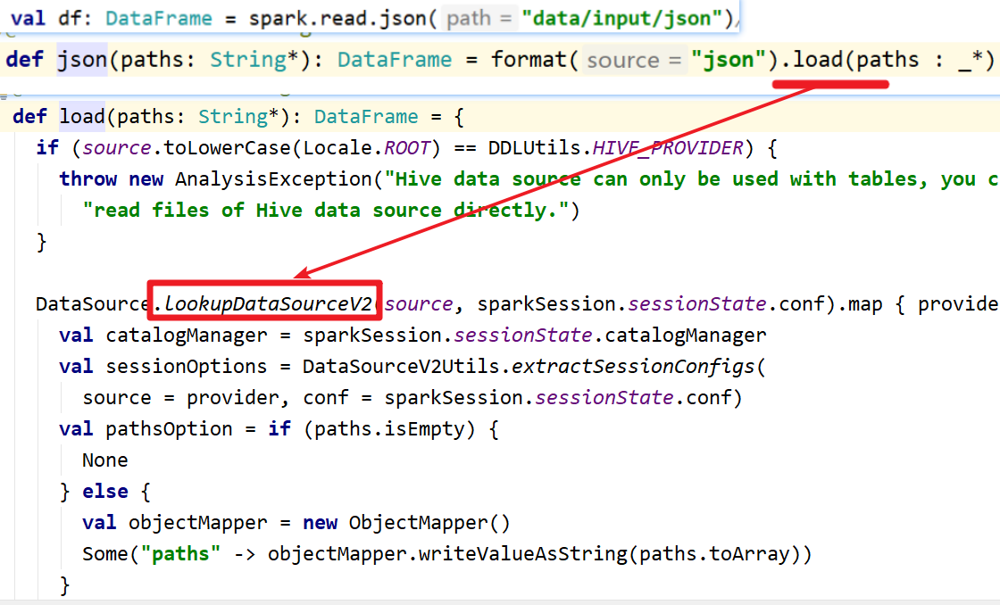 val df: DataFrame = spark.read.json( path = "data/input/json")
def json(paths: String*): DataFrame = format( source = "json").load(paths : _*)
def load(paths: String*): DataFrame = {
if (source.toLowerCase(Locale.ROOT) == DDLUtils.HIVE_PROVIDER) {
throw new AnalysisException("Hive data source can only be used with tables, you c
"read files of Hive data source directly.")
}
DataSource.lookupDataSourceV2(source, sparkSession.sessionState.conf).map { provide
val catalogManager = sparkSession.sessionState.catalogManager
val sessionOptions = DataSourceV2Utils.extractSessionConfigs(
source = provider, conf = sparkSession.sessionState.conf)
val pathsOption = if (paths.isEmpty) {
None
} else {
val objectMapper = new ObjectMapper()
Some("paths" -> objectMapper.writeValueAsString(paths.toArray))
}